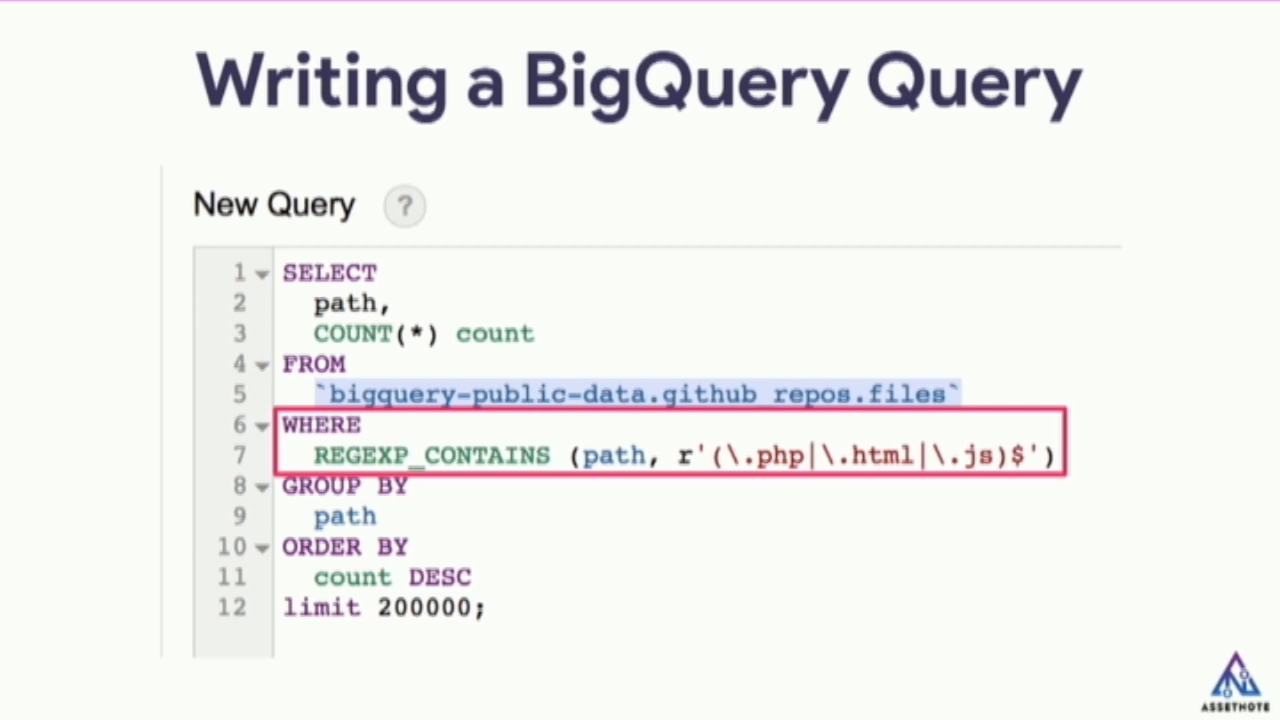 Writing a BigQuery Query
New Query ?
1 SELECT
2 path,
3 COUNT(*) count
4 FROM
5 `bigquery-public-data.github_repos.files`
6 WHERE
7 REGEXP_CONTAINS (path, r'(\.php|\.html|\.js)$')
8 GROUP BY
9 path
10 ORDER BY
11 count DESC
12 limit 200000;
ASSETNOTE